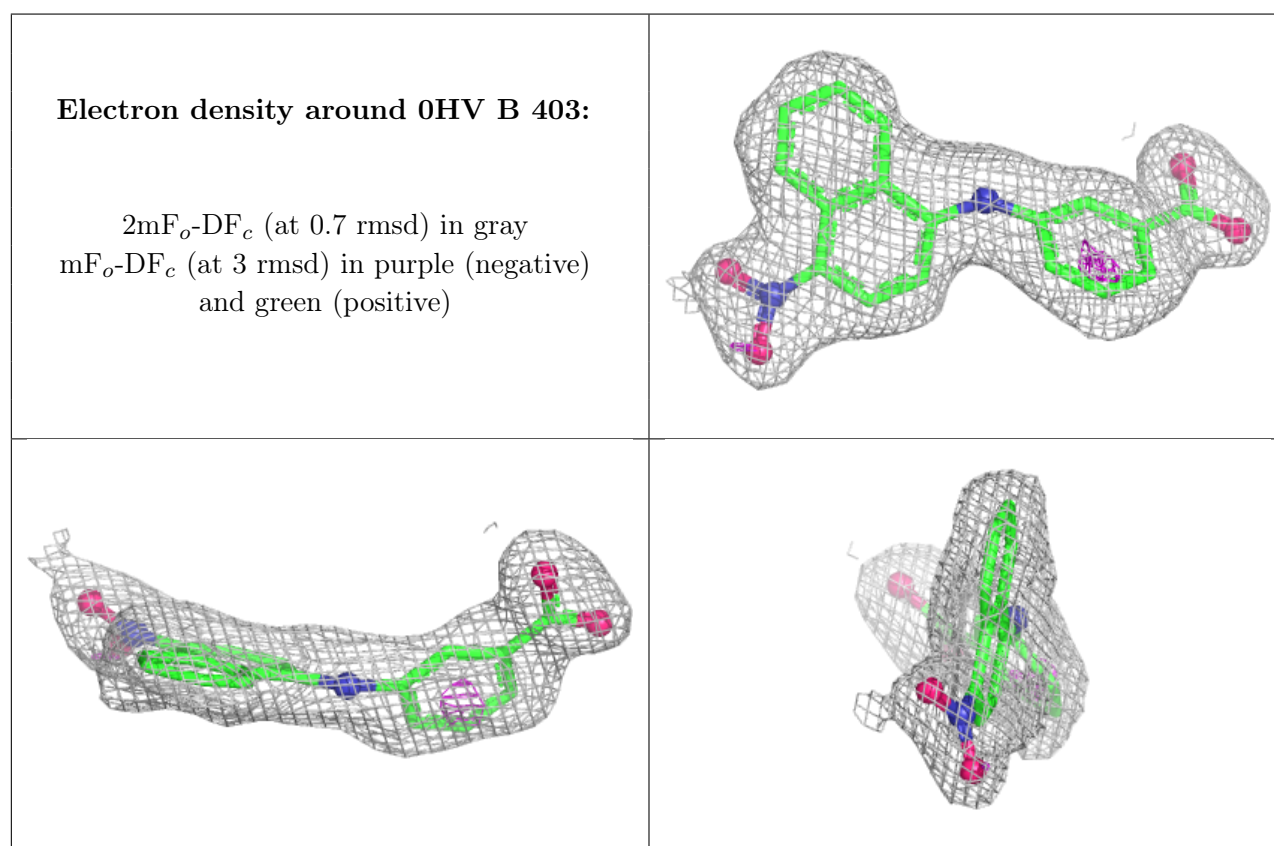 Electron density around 0HV B 403:
2mFo-DFc (at 0.7 rmsd) in gray
mFo-DFc (at 3 rmsd) in purple (negative)
and green (positive)